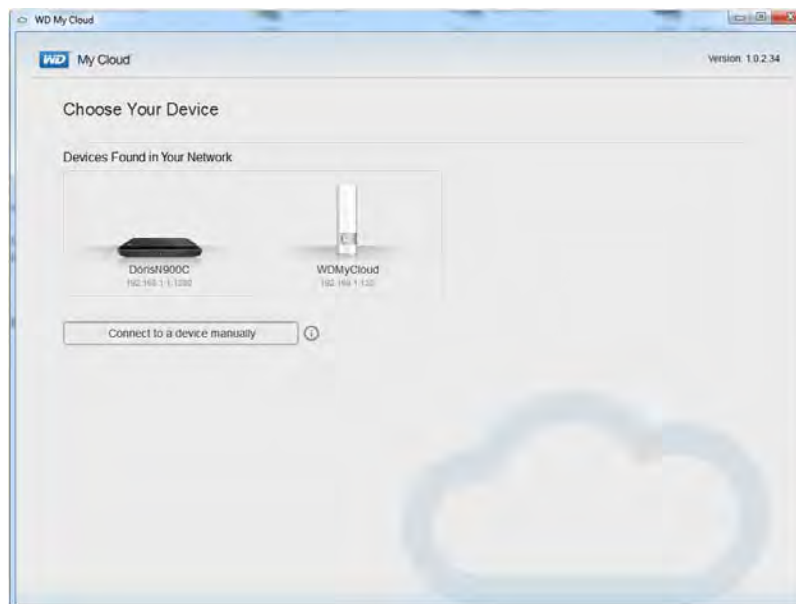 WD My Cloud
WD My Cloud
Version: 1.0.2.34
Choose Your Device
Devices Found in Your Network
DorisN900C
WDMyCloud
Connect to a device manually